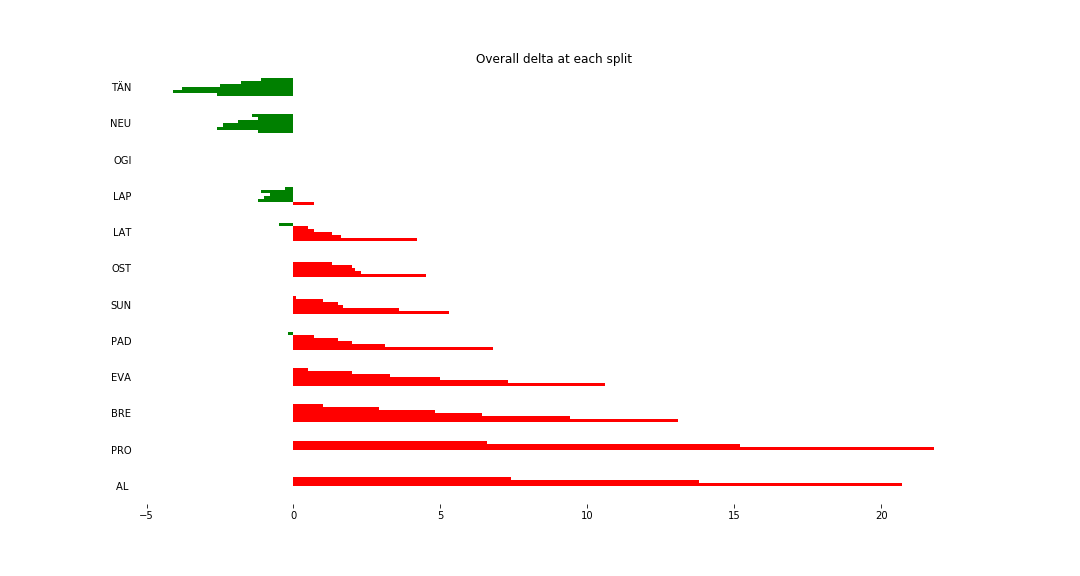 Overall delta at each split
TÄN
NEU
OGI
LAP
LAT
OST
SUN
PAD
EVA
BRE
PRO
AL
−5 0 5 10 15 20